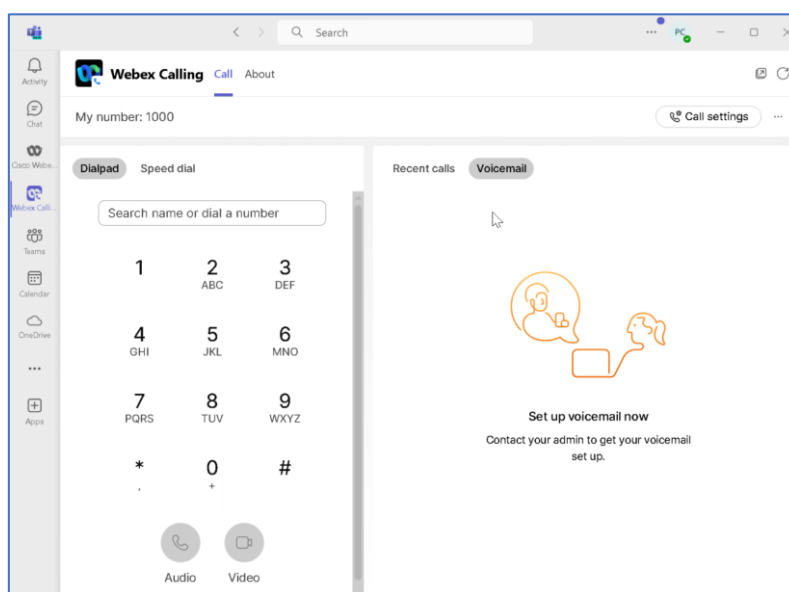 Search
PC
Activity
Chat
Cisco Webe...
Webex Calli...
Teams
Calendar
OneDrive
Apps
Webex Calling
Call
About
My number: 1000
Call settings
Dialpad
Speed dial
Search name or dial a number
1
2
3
ABC
DEF
4
5
6
GHI
JKL
MNO
7
8
9
PQRS
TUV
WXYZ
*
0
#
,
+
Audio
Video
Recent calls
Voicemail
Set up voicemail now
Contact your admin to get your voicemail
set up.